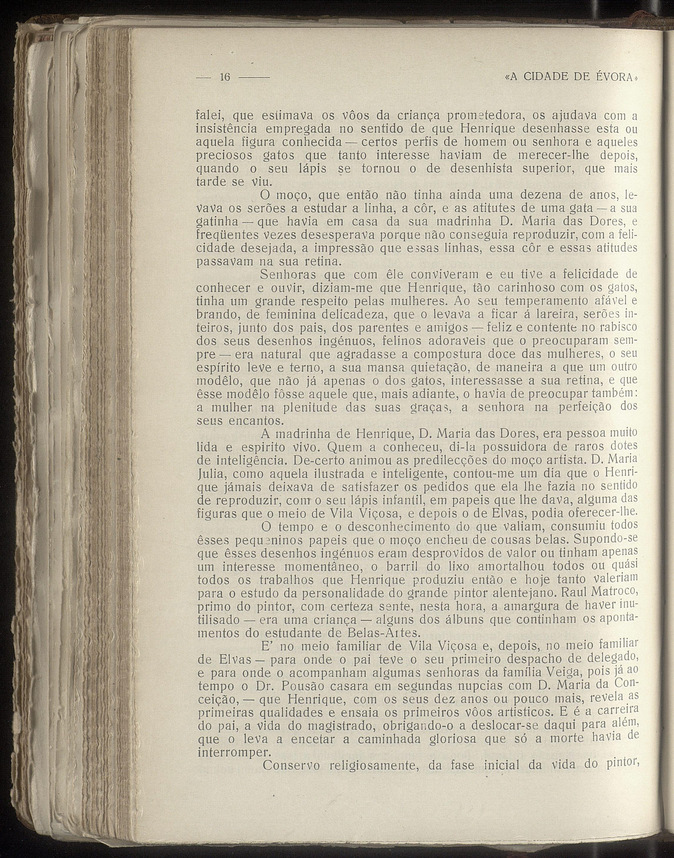 — 16 —— «A CIDADE DE ÉVORA»
falei, que estimava os vôos da criança prometedora, os ajudava com a
insistência empregada no sentido de que Henrique desenhasse esta ou
aquela figura conhecida — certos perfis de homem ou senhora e aqueles
preciosos gatos que tanto interesse haviam de merecer-lhe depois,
quando o seu lápis se tornou o de desenhista superior, que mais
tarde se viu.
O moço, que então não tinha ainda uma dezena de anos, le-
vava os serões a estudar a linha, a côr, e as atitutes de uma gata — a sua
gatinha — que havia em casa da sua madrinha D. Maria das Dores, e
freqüentes vezes desesperava porque não conseguia reproduzir, com a feli-
cidade desejada, a impressão que essas linhas, essa côr e essas atitudes
passavam na sua retina.
Senhoras que com êle conviveram e eu tive a felicidade de
conhecer e ouvir, diziam-me que Henrique, tão carinhoso com os gatos,
tinha um grande respeito pelas mulheres. Ao seu temperamento afável e
brando, de feminina delicadeza, que o levava a ficar á lareira, serões in-
teiros, junto dos pais, dos parentes e amigos — feliz e contente no rabisco
dos seus desenhos ingénuos, felinos adoraveis que o preocuparam sem-
pre — era natural que agradasse a compostura doce das mulheres, o seu
espírito leve e terno, a sua mansa quietação, de maneira a que um outro
modêlo, que não já apenas o dos gatos, interessasse a sua retina, e que
êsse modêlo fôsse aquele que, mais adiante, o havia de preocupar também:
a mulher na plenitude das suas graças, a senhora na perfeição dos
seus encantos.
A madrinha de Henrique, D. Maria das Dores, era pessoa muito
lida e espirito vivo. Quem a conheceu, di-la possuidora de raros dotes
de inteligência. De-certo animou as predilecções do moço artista. D. Maria
Julia, como aquela ilustrada e inteligente, contou-me um dia que o Henri-
que jámais deixava de satisfazer os pedidos que ela lhe fazia no sentido
de reproduzir, com o seu lápis infantil, em papeis que lhe dava, alguma das
figuras que o meio de Vila Viçosa, e depois o de Elvas, podia oferecer-lhe.
O tempo e o desconhecimento do que valiam, consumiu todos
êsses pequeninos papeis que o moço encheu de cousas belas. Supondo-se
que êsses desenhos ingénuos eram desprovidos de valor ou tinham apenas
um interesse momentâneo, o barril do lixo amortalhou todos ou quási
todos os trabalhos que Henrique produziu então e hoje tanto valeriam
para o estudo da personalidade do grande pintor alentejano. Raul Matroco,
primo do pintor, com certeza sente, nesta hora, a amargura de haver inu-
tilisado — era uma criança — alguns dos álbuns que continham os aponta-
mentos do estudante de Belas-Artes.
E' no meio familiar de Vila Viçosa e, depois, no meio familiar
de Elvas — para onde o pai teve o seu primeiro despacho de delegado,
e para onde o acompanham algumas senhoras da família Veiga, pois já ao
tempo o Dr. Pousão casara em segundas nupcias com D. Maria da Con-
ceição, — que Henrique, com os seus dez anos ou pouco mais, revela as
primeiras qualidades e ensaia os primeiros vôos artisticos. E é a carreira
do pai, a vida do magistrado, obrigando-o a deslocar-se daqui para além,
que o leva a encetar a caminhada gloriosa que só a morte havia de
interromper.
Conservo religiosamente, da fase inicial da vida do pintor,